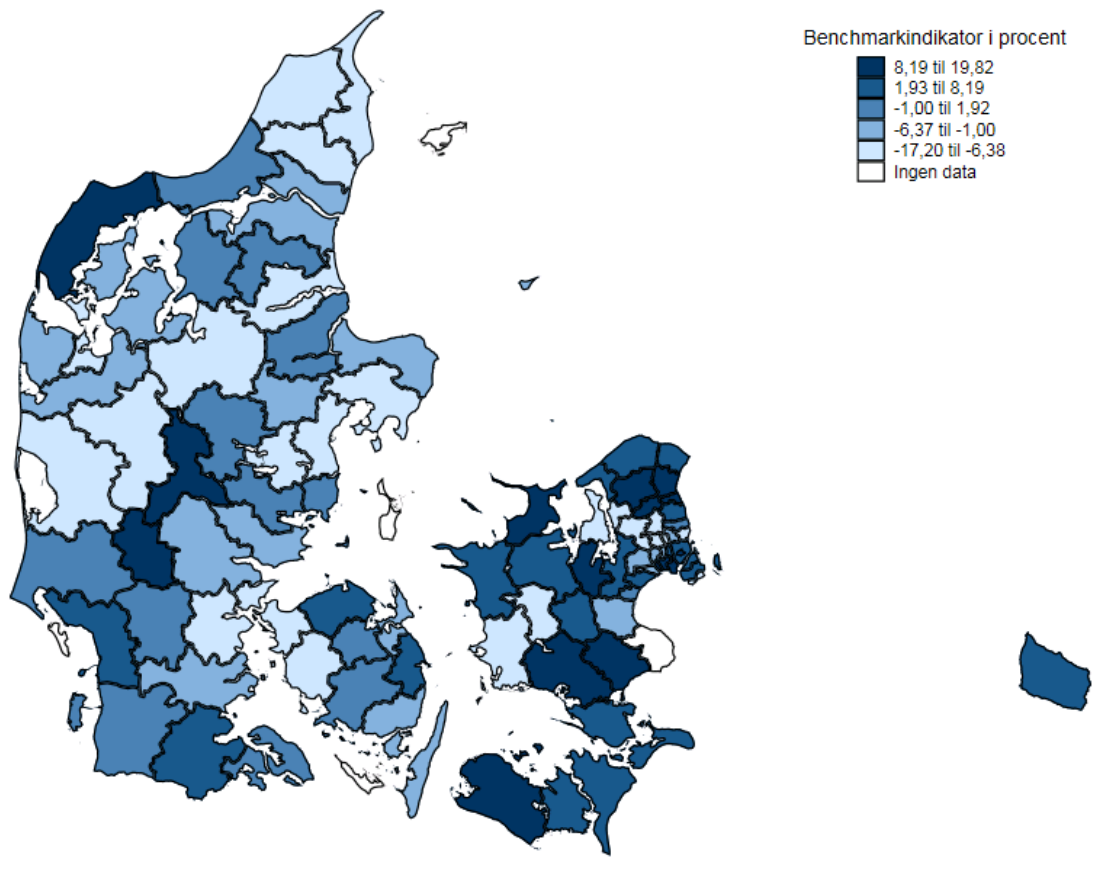 Benchmarkindikator i procent
8,19 til 19,82
1,93 til 8,19
-1,00 til 1,92
-6,37 til -1,00
-17,20 til -6,38
Ingen data